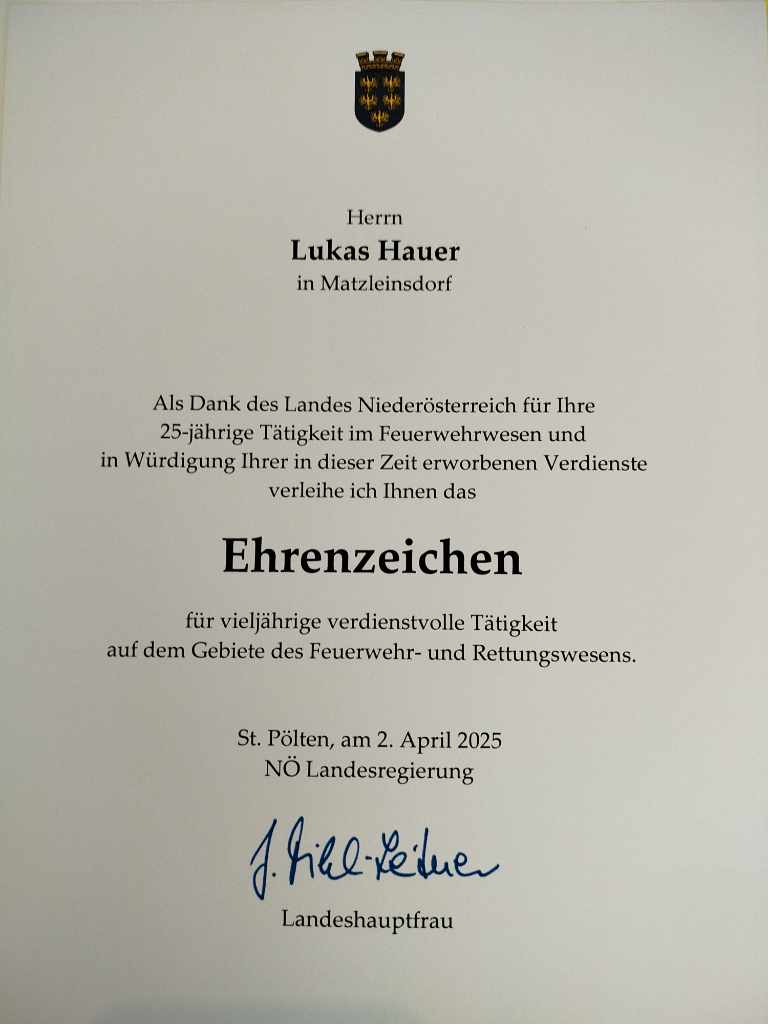 Herrn
Lukas Hauer
in Matzleinsdorf
Als Dank des Landes Niederösterreich für Ihre
25-jährige Tätigkeit im Feuerwehrwesen und
in Würdigung Ihrer in dieser Zeit erworbenen Verdienste
verleihe ich Ihnen das
Ehrenzeichen
für vieljährige verdienstvolle Tätigkeit
auf dem Gebiete des Feuerwehr- und Rettungswesens.
St. Pölten, am 2. April 2025
NÖ Landesregierung
J. Mikl-Leitner
Landeshauptfrau